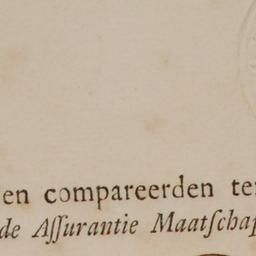 en compareerden te
de Aſſurantie Maatſchap